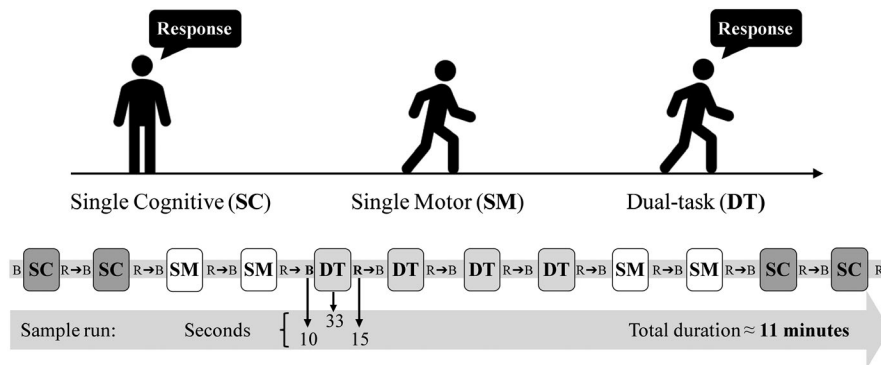 Response Response
Single Cognitive (SC) Single Motor (SM) Dual-task (DT)
B SC R→B SC R→B SM R→B SM R→B DT R→B DT R→B DT R→B DT R→B SM R→B SM R→B SC R→B SC R
Sample run: Seconds { 10 33 15 Total duration ≈ 11 minutes